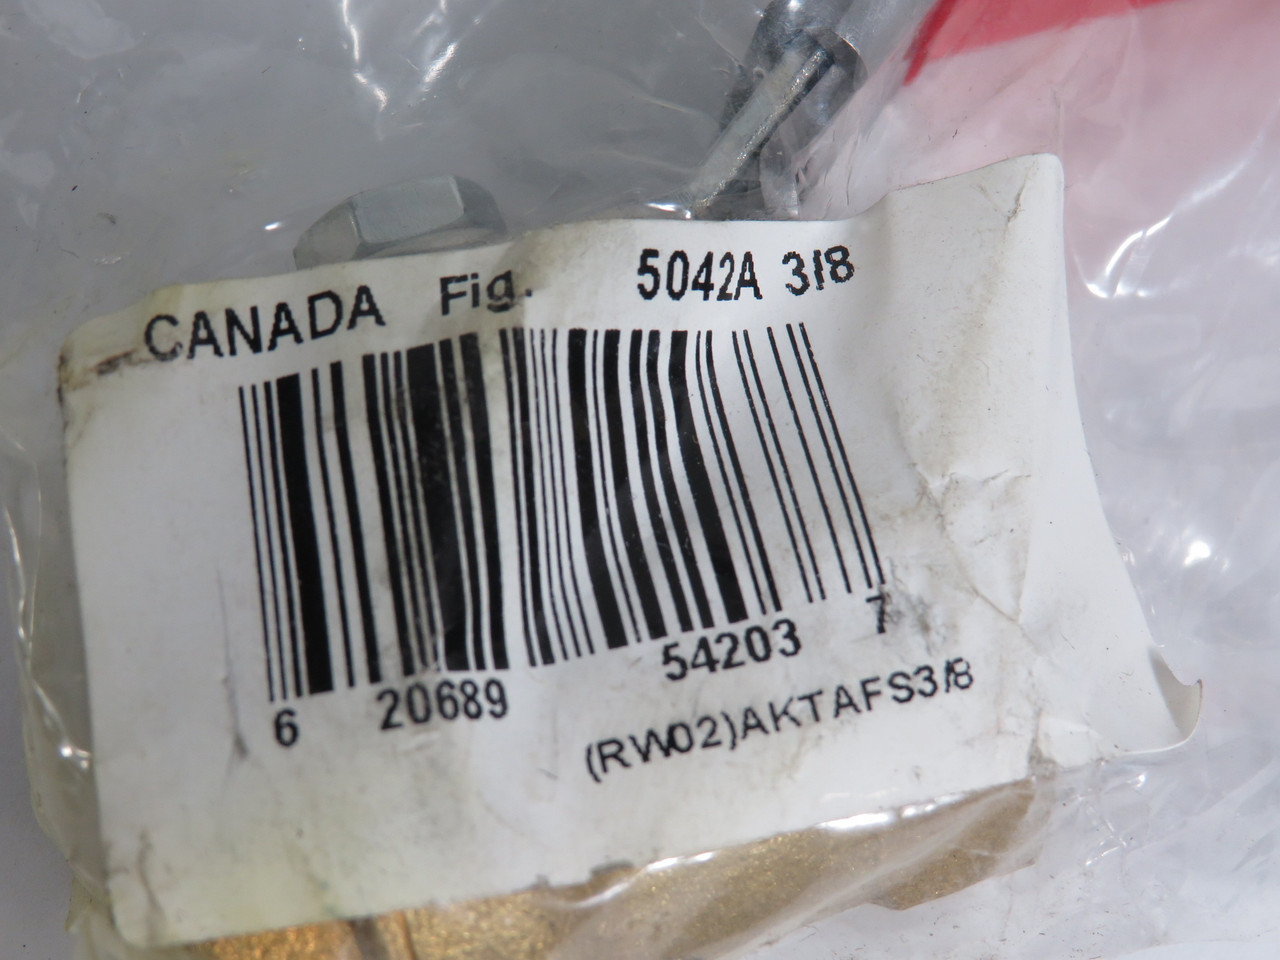 CANADA Fig. 5042A 3/8
6 20689 54203 7
(RW02)AKTAFS3/8